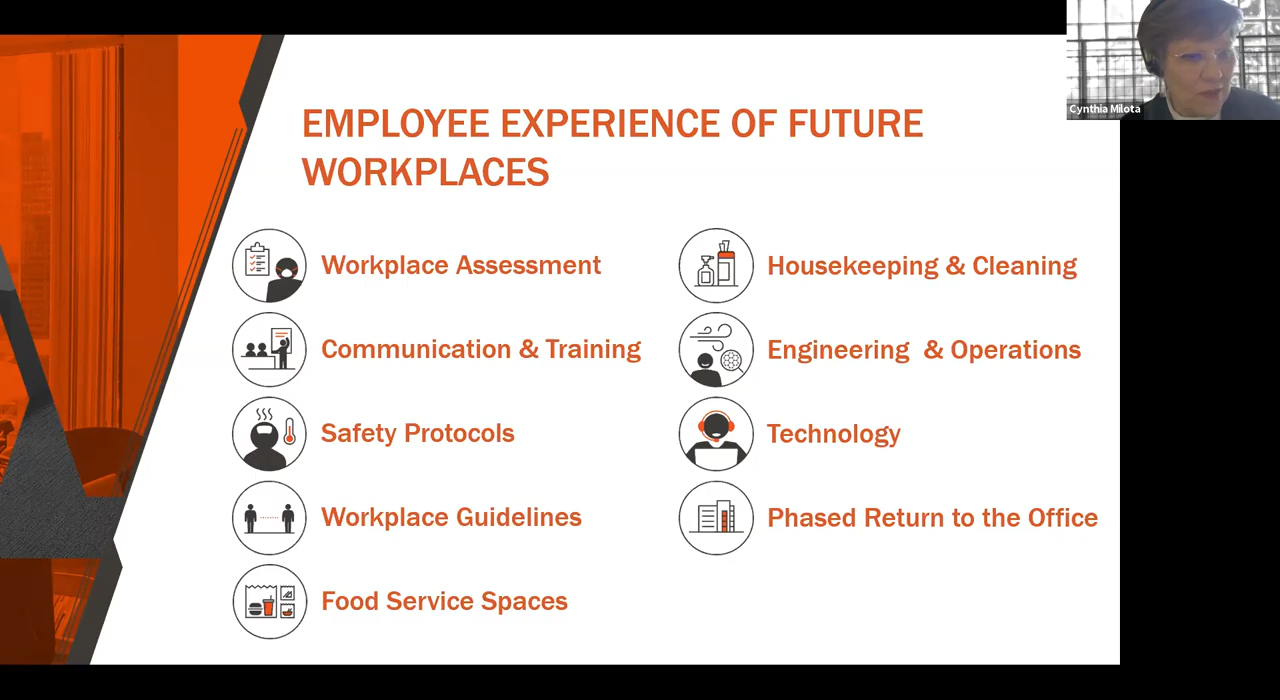 Cynthia Milota
EMPLOYEE EXPERIENCE OF FUTURE
WORKPLACES
Workplace Assessment
Communication & Training
Safety Protocols
Workplace Guidelines
Food Service Spaces
Housekeeping & Cleaning
Engineering & Operations
Technology
Phased Return to the Office